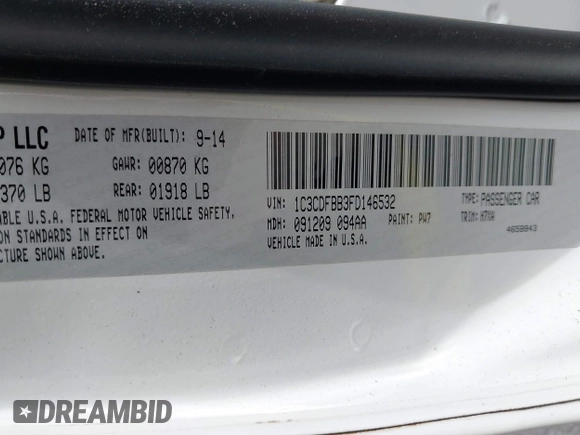 P LLC
DATE OF MFR(BUILT): 9-14
076 KG GAWR: 00870 KG
370 LB REAR: 01918 LB
ABLE U.S.A. FEDERAL MOTOR VEHICLE SAFETY,
ON STANDARDS IN EFFECT ON
CTURE SHOWN ABOVE.
VIN: 1C3CDFBB3FD146532 TYPE: PASSENGER CAR
MDH: 091209 094AA PAINT: PW7 TRIM: H7XA
VEHICLE MADE IN U.S.A.
DREAMBID